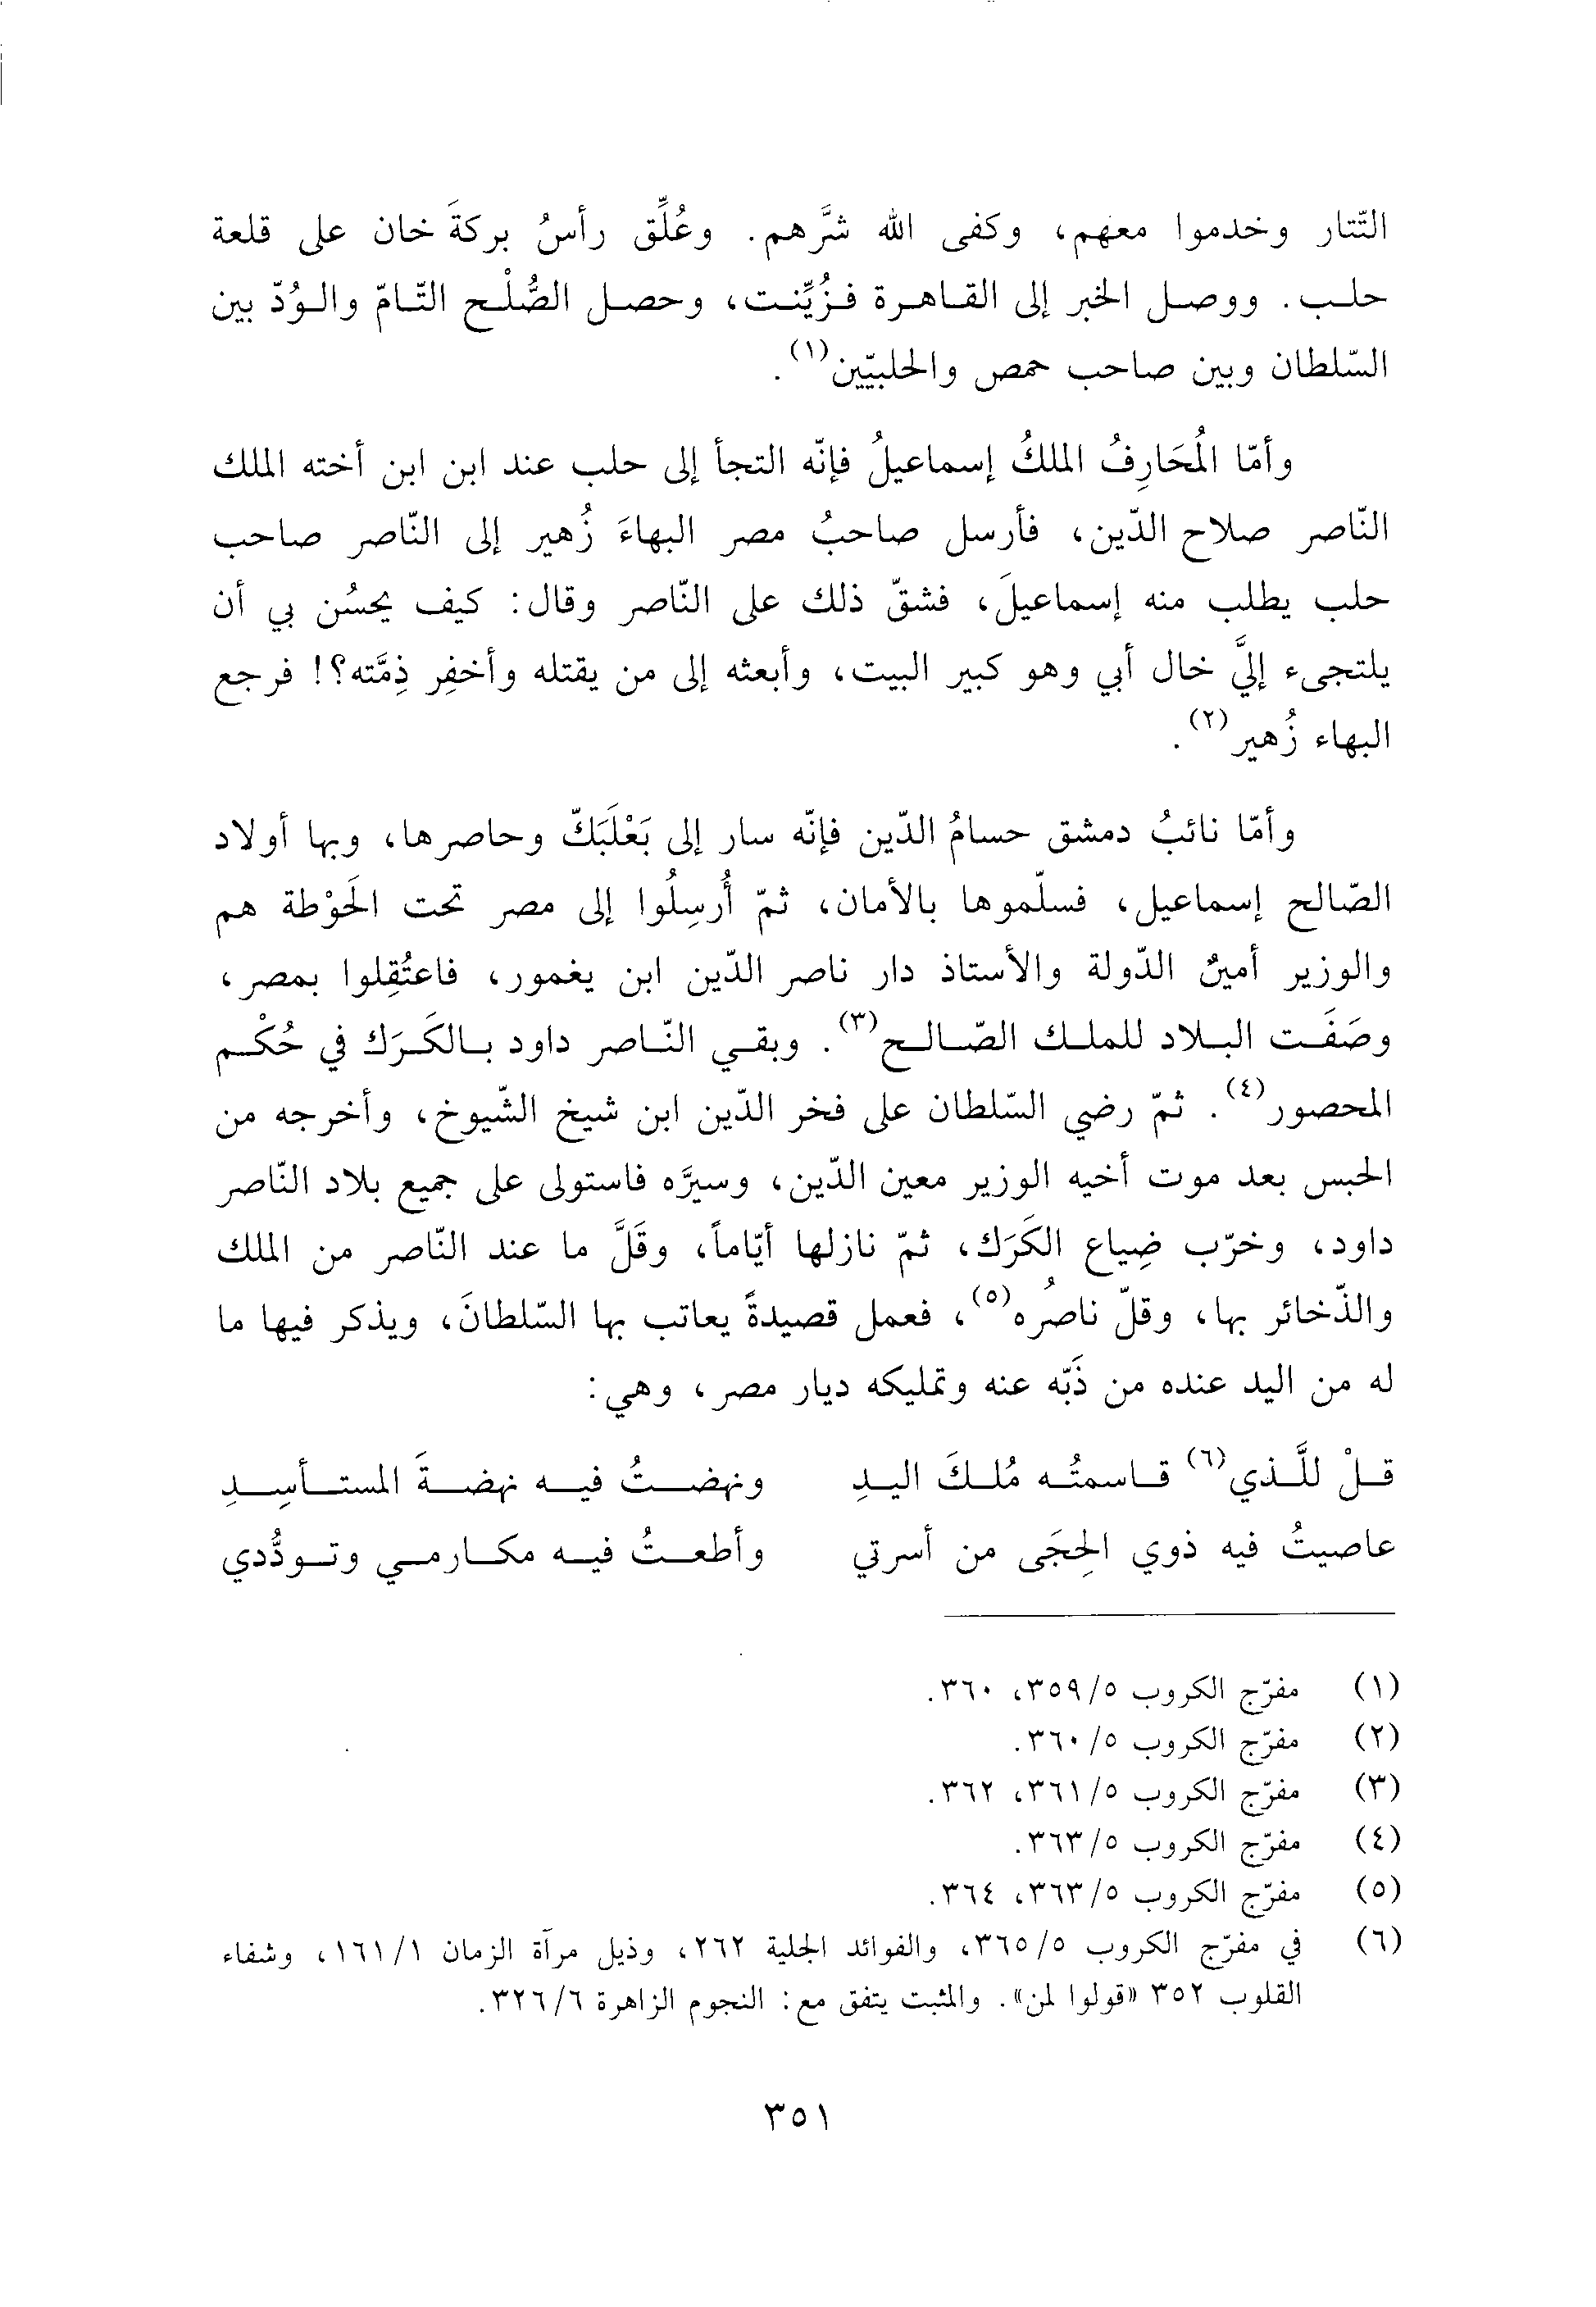 التّتار وخدموا معهم، وكفى الله شرَّهم. وعُلِّق رأسُ بركةَ خان على قلعة
حلب. ووصل الخبر إلى القاهرة فزُيِّنت، وحصل الصُّلْح التّامّ والوُدّ بين
السّلطان وبين صاحب حمص والحلبيّين(١).
وأمّا المُحَارِفُ الملكُ إسماعيلُ فإنّه التجأ إلى حلب عند ابن ابن أخته الملك
النّاصر صلاح الدّين، فأرسل صاحبُ مصر البهاءَ زُهير إلى النّاصر صاحب
حلب يطلب منه إسماعيلَ، فشقّ ذلك على النّاصر وقال: كيف يحسُن بي أن
يلتجىء إليَّ خال أبي وهو كبير البيت، وأبعثه إلى من يقتله وأخفِر ذِمَّته؟! فرجع
البهاء زُهير(٢).
وأمّا نائبُ دمشق حسامُ الدّين فإنّه سار إلى بَعْلَبَكّ وحاصرها، وبها أولاد
الصّالح إسماعيل، فسلّموها بالأمان، ثمّ أُرسِلُوا إلى مصر تحت الحَوْطة هم
والوزير أمينُ الدّولة والأستاذ دار ناصر الدّين ابن يغمور، فاعتُقِلوا بمصر،
وصَفَت البلاد للملك الصّالح(٣). وبقي النّاصر داود بالكَرَك في حُكْم
المحصور(٤). ثمّ رضي السّلطان على فخر الدّين ابن شيخ الشّيوخ، وأخرجه من
الحبس بعد موت أخيه الوزير معين الدّين، وسيَّره فاستولى على جميع بلاد النّاصر
داود، وخرّب ضِياع الكَرَك، ثمّ نازلها أيّاماً، وقَلَّ ما عند النّاصر من الملك
والذّخائر بها، وقلّ ناصرُه(٥)، فعمل قصيدةً يعاتب بها السّلطانَ، ويذكر فيها ما
له من اليد عنده من ذَبّه عنه وتمليكه ديار مصر، وهي:
قلْ للَّذي(٦) قاسمتُه مُلكَ اليدِ ونهضتُ فيه نهضةَ المستأسِدِ
عاصيتُ فيه ذوي الحِجَى من أسرتي وأطعتُ فيه مكارمي وتودُّدي
(١) مفرّج الكروب ٣٥٩/٥، ٣٦٠.
(٢) مفرّج الكروب ٣٦٠/٥.
(٣) مفرّج الكروب ٣٦١/٥، ٣٦٢.
(٤) مفرّج الكروب ٣٦٣/٥.
(٥) مفرّج الكروب ٣٦٣/٥، ٣٦٤.
(٦) في مفرّج الكروب ٣٦٥/٥، والفوائد الجلية ٢٦٢، وذيل مرآة الزمان ١٦١/١، وشفاء
القلوب ٣٥٢ «قولوا لمن». والمثبت يتفق مع: النجوم الزاهرة ٣٢٦/٦.
٣٥١